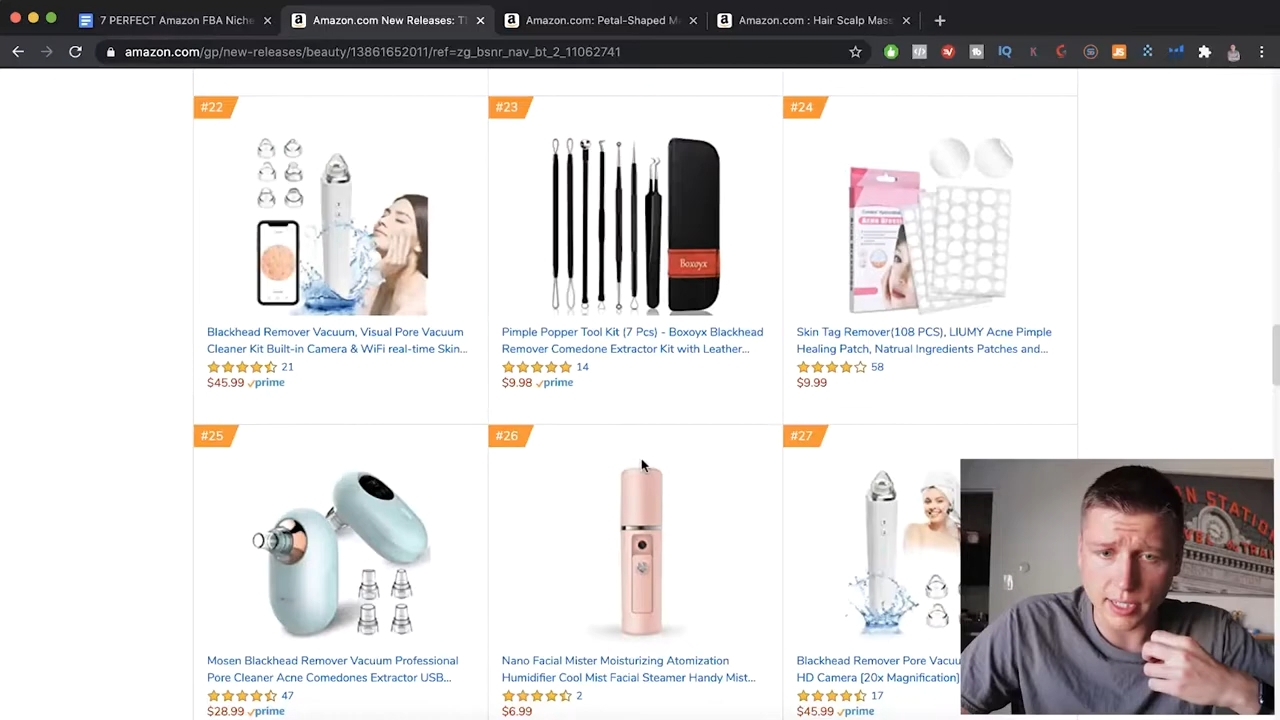 7 PERFECT Amazon FBA Niche
Amazon.com New Releases: Th
Amazon.com: Petal-Shaped M
Amazon.com : Hair Scalp Mas
amazon.com/gp/new-releases/beauty/13861652011/ref=zg_bsnr_nav_bt_2_11062741
#22
#23
#24
Boxoyx
Blackhead Remover Vacuum, Visual Pore Vacuum
Cleaner Kit Built-in Camera & WiFi real-time Skin...
21
$45.99 prime
Pimple Popper Tool Kit (7 Pcs) - Boxoyx Blackhead
Remover Comedone Extractor Kit with Leather...
14
$9.98 prime
Skin Tag Remover(108 PCS), LIUMY Acne Pimple
Healing Patch, Natrual Ingredients Patches and...
58
$9.99
#25
#26
#27
ON STATION
Mosen Blackhead Remover Vacuum Professional
Pore Cleaner Acne Comedones Extractor USB...
47
$28.99 prime
Nano Facial Mister Moisturizing Atomization
Humidifier Cool Mist Facial Steamer Handy Mist...
2
$6.99
Blackhead Remover Pore Vacuu
HD Camera [20x Magnification]
17
$45.99 prime